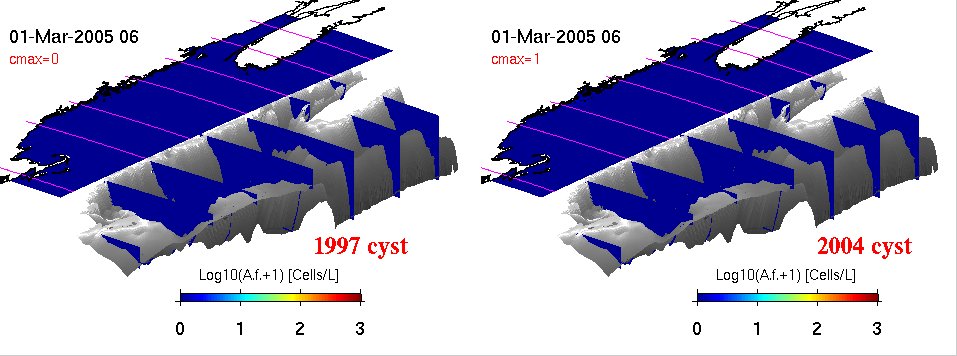 01-Mar-2005 06
cmax=0
1997 cyst
Log10(A.f.+1) [Cells/L]
0 1 2 3
01-Mar-2005 06
cmax=1
2004 cyst
Log10(A.f.+1) [Cells/L]
0 1 2 3